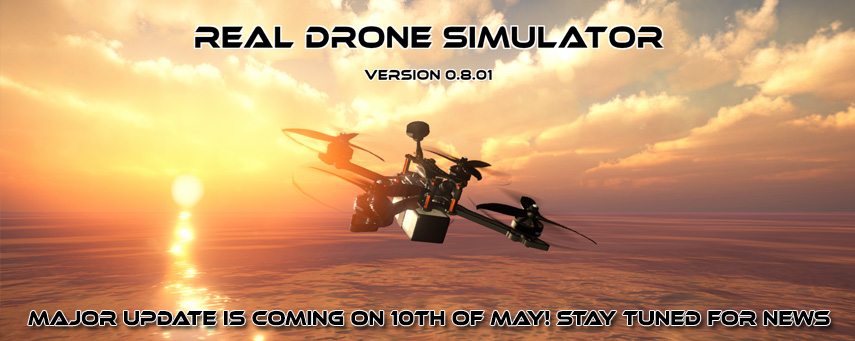 REAL DRONE SIMULATOR
VERSION 0.8.01
MAJOR UPDATE IS COMING ON 10TH OF MAY! STAY TUNED FOR NEWS